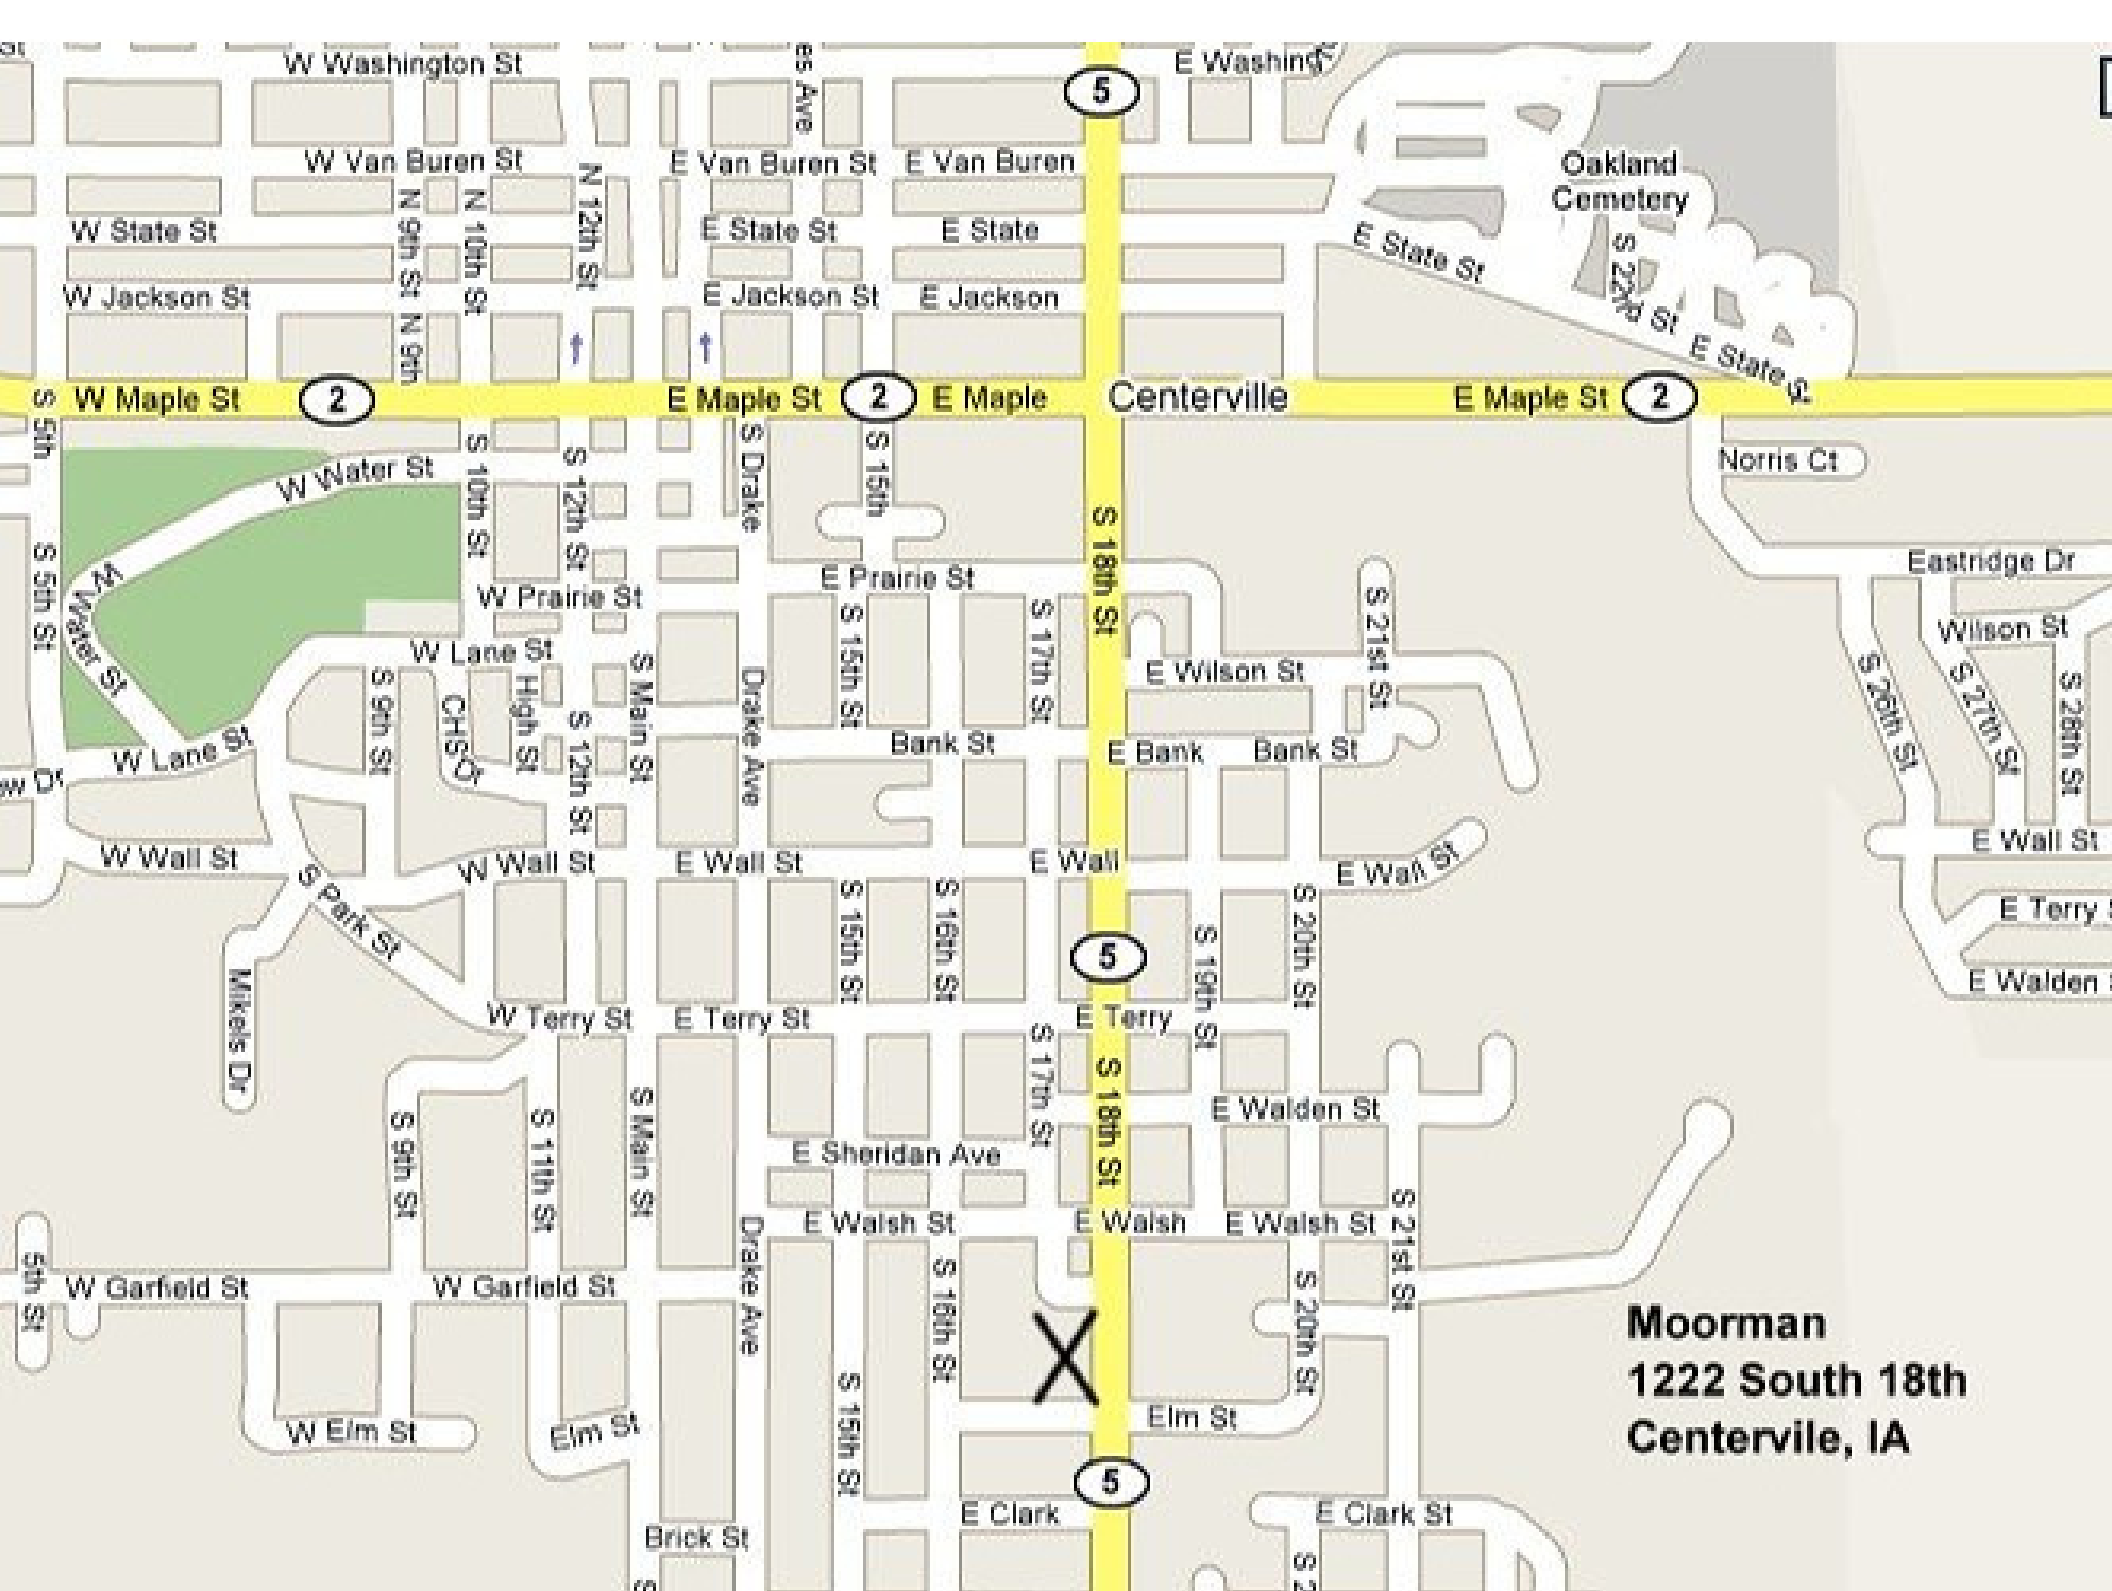 St
W Washington St
es Ave
5
E Washing
W Van Buren St
E Van Buren St
E Van Buren
Oakland
Cemetery
N 9th St
N 10th St
N 12th St
W State St
E State St
E State
E State St
S 22nd St
W Jackson St
E Jackson St
E Jackson
N 9th
E State St
S 5th
W Maple St
2
E Maple St
2
E Maple
Centerville
E Maple St
2
W Water St
S 10th St
S 12th St
S Drake
S 15th
Norris Ct
S 18th St
S 5th St
W Water St
W
W Prairie St
E Prairie St
S 21st St
Eastridge Dr
W Lane St
S 15th St
S 17th St
E Wilson St
Wilson St
S 9th St
CHS Dr
High St
S 12th St
S Main St
Drake Ave
S 26th St
S 27th St
S 28th St
W Lane St
Bank St
E Bank
Bank St
ew Dr
W Wall St
W Wall St
E Wall St
E Wall
E Wall St
E Wall St
S Park St
S 15th St
S 16th St
5
S 19th St
S 20th St
E Terry S
Mikels Dr
E Walden S
W Terry St
E Terry St
E Terry
S 17th St
S 18th St
S 9th St
S 11th St
S Main St
E Walden St
E Sheridan Ave
E Walsh St
E Walsh
E Walsh St
S 21st St
5th St
W Garfield St
W Garfield St
Drake Ave
S 16th St
S 20th St
X
Moorman
1222 South 18th
Centervile, IA
W Elm St
Elm St
S 15th St
Elm St
5
E Clark
E Clark St
Brick St
S
S 2